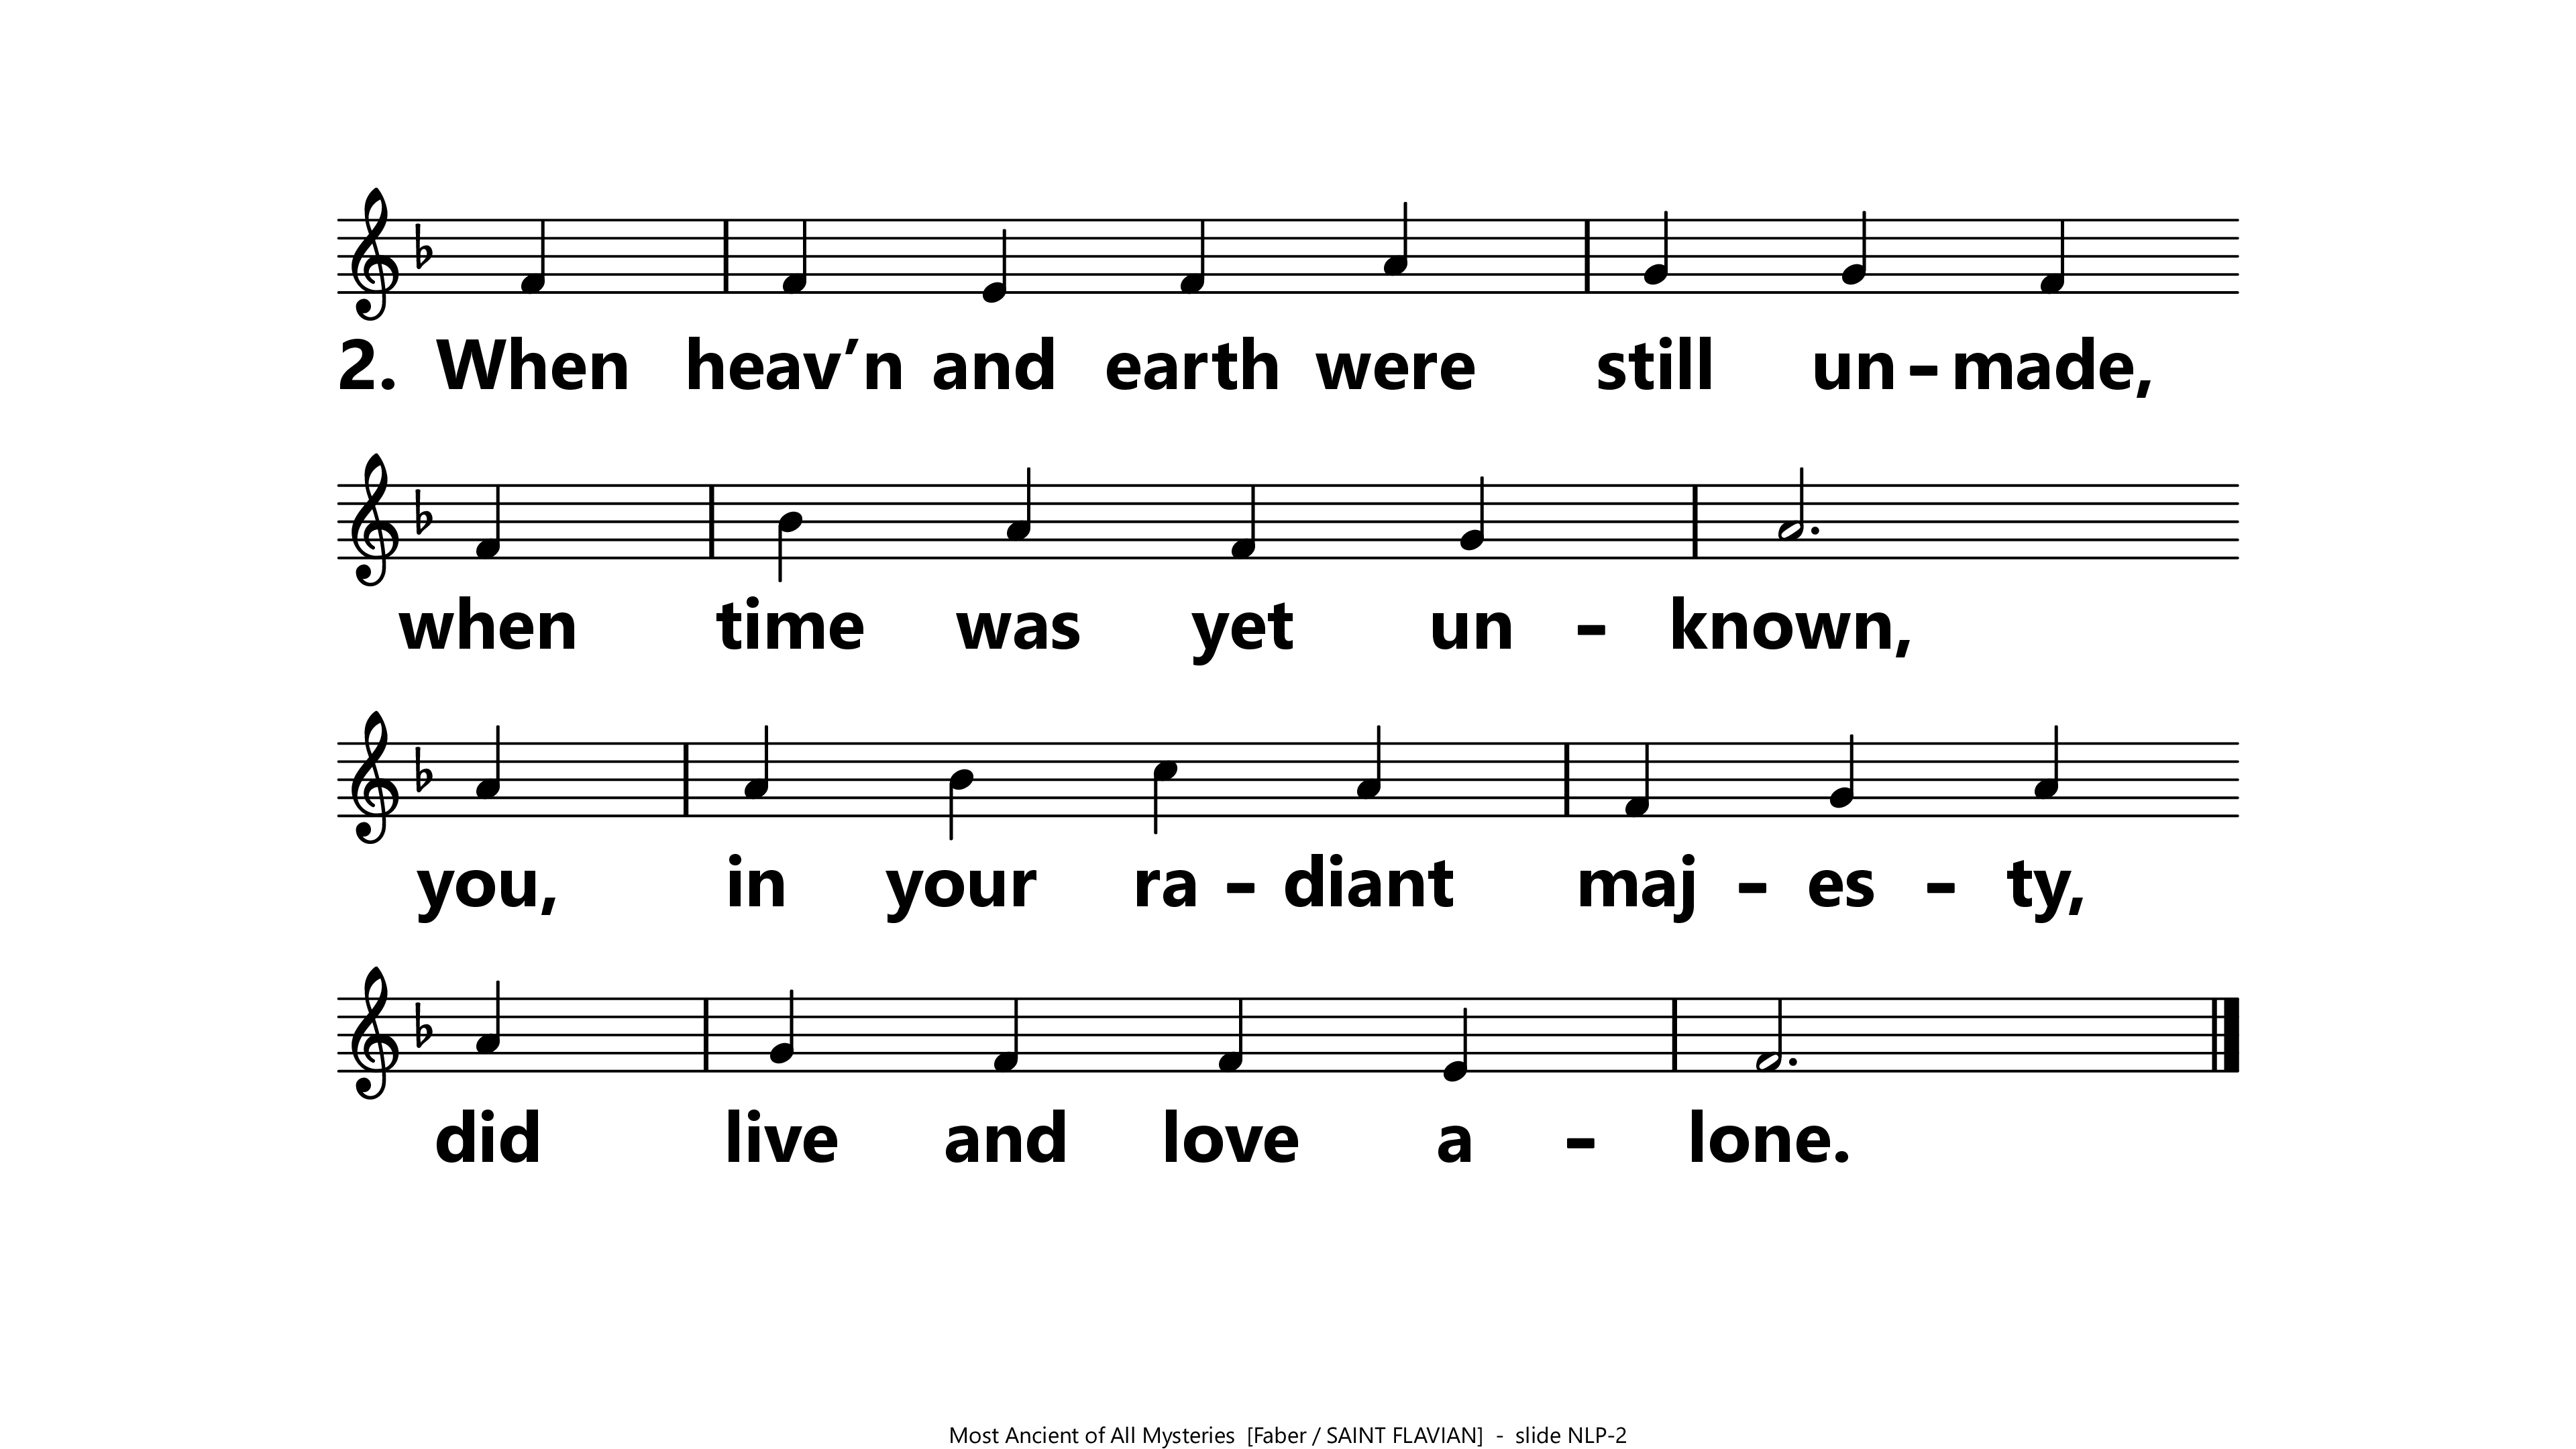 2. When heav’n and earth were still un-made,
when time was yet un - known,
you, in your ra - diant maj - es - ty,
did live and love a - lone.
Most Ancient of All Mysteries [Faber / SAINT FLAVIAN] - slide NLP-2